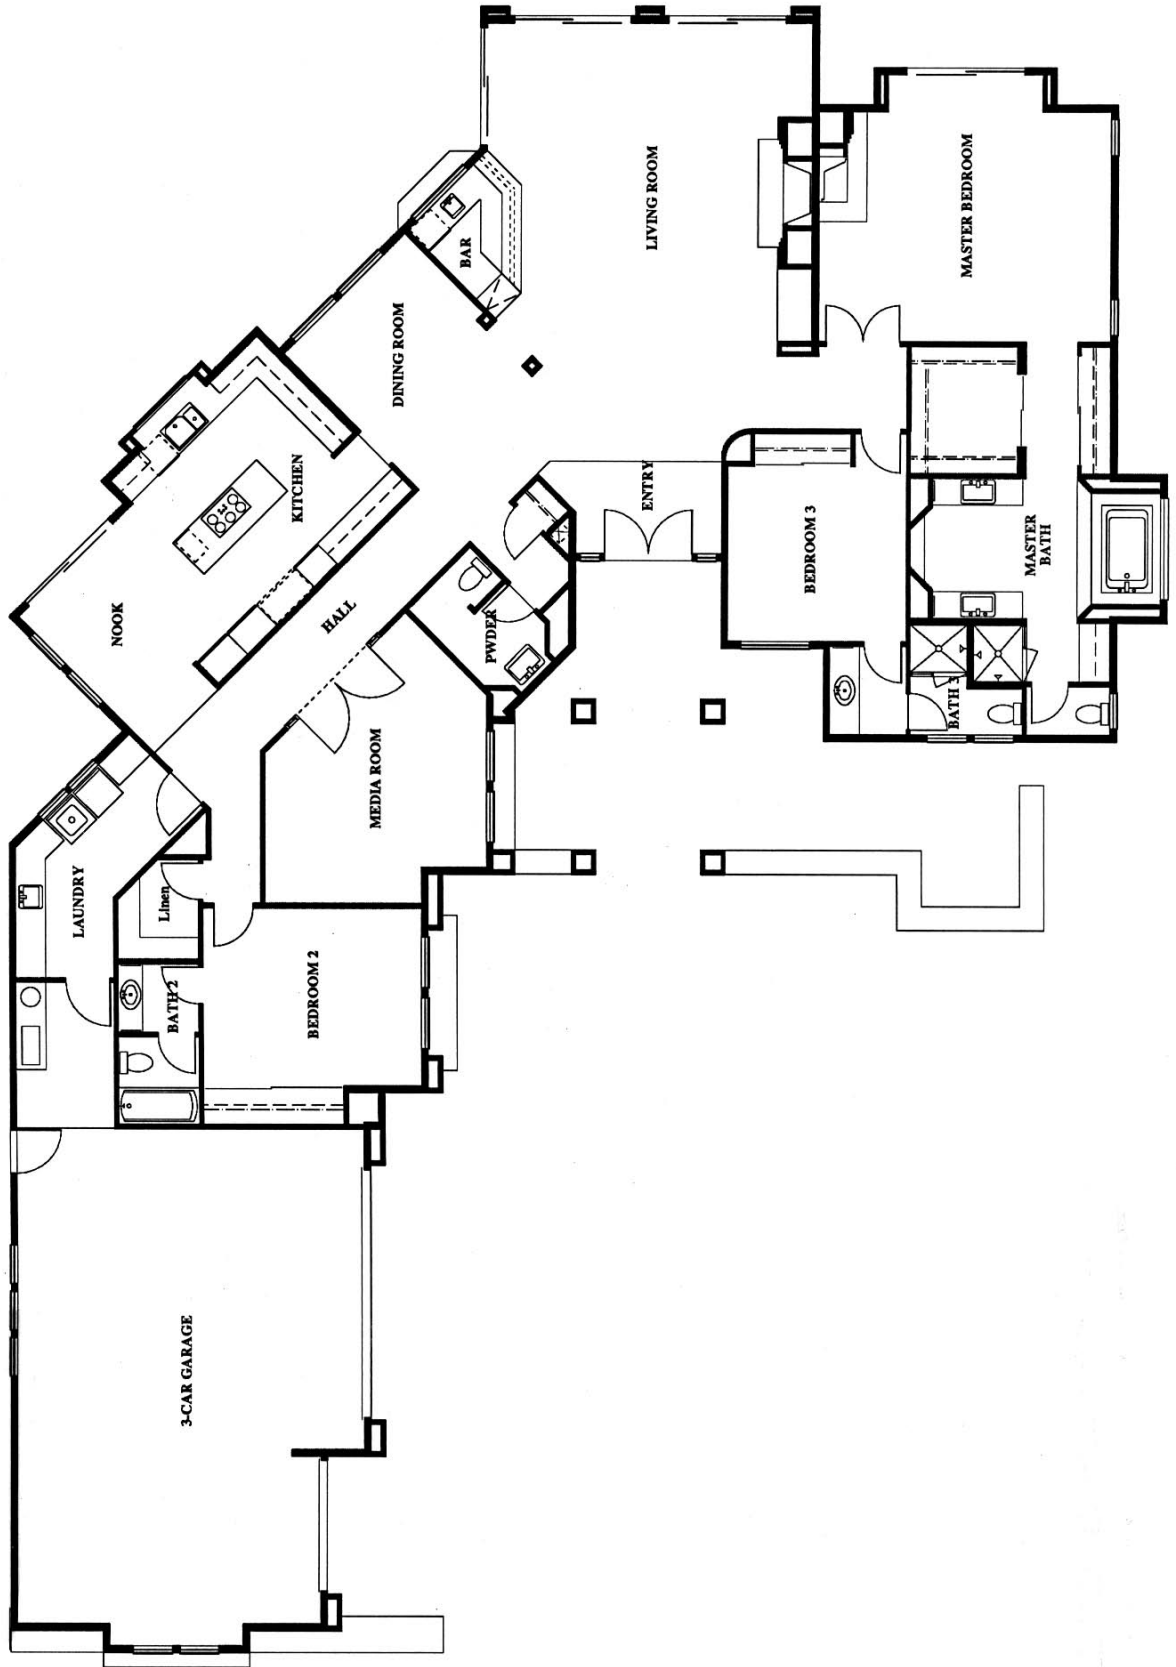 LIVING ROOM
MASTER BEDROOM
BAR
DINING ROOM
KITCHEN
ENTRY
BEDROOM 3
MASTER
BATH
NOOK
HALL
PWDER
BATH 3
MEDIA ROOM
LAUNDRY
Linen
BATH 2
BEDROOM 2
3-CAR GARAGE